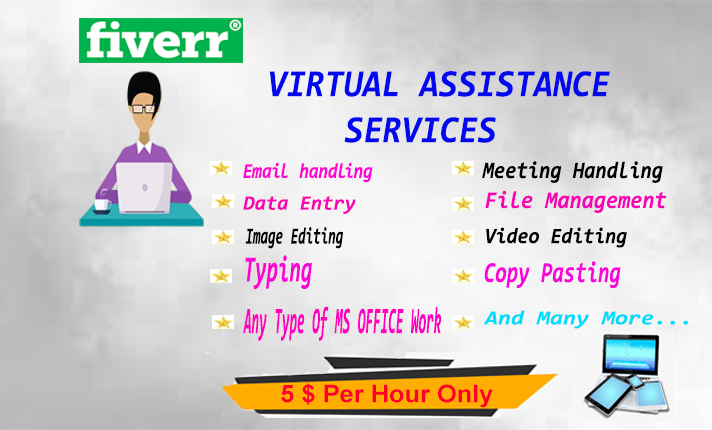 fiverr®
VIRTUAL ASSISTANCE
SERVICES
Email handling
Data Entry
Image Editing
Typing
Any Type Of MS OFFICE Work
Meeting Handling
File Management
Video Editing
Copy Pasting
And Many More...
5 $ Per Hour Only